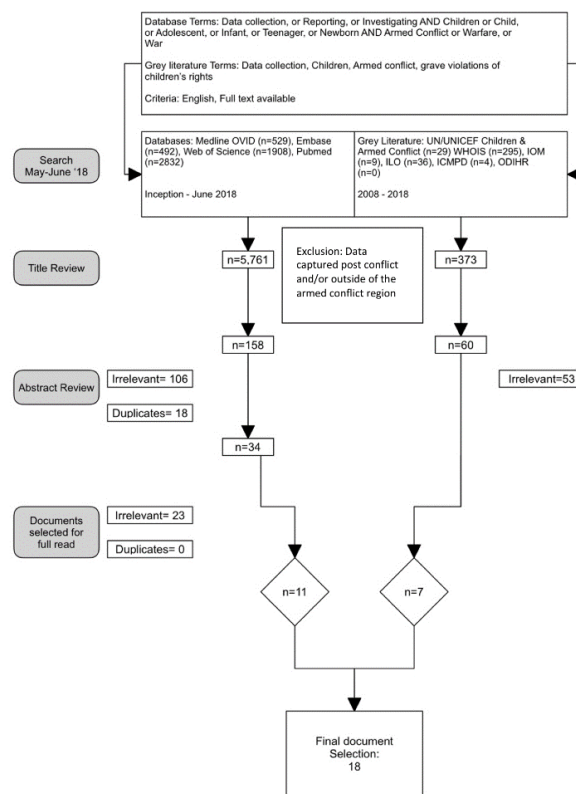 Database Terms: Data collection, or Reporting, or Investigating AND Children or Child,
or Adolescent, or Infant, or Teenager, or Newborn AND Armed Conflict or Warfare, or
War
Grey literature Terms: Data collection, Children, Armed conflict, grave violations of
children's rights
Criteria: English, Full text available
Search
May-June '18
Databases: Medline OVID (n=529), Embase
(n=492), Web of Science (n=1908), Pubmed
(n=2832)
Inception - June 2018
Grey Literature: UN/UNICEF Children &
Armed Conflict (n=29) WHOIS (n=295), IOM
(n=9), ILO (n=36), ICMPD (n=4), ODIHR
(n=0)
2008 - 2018
Title Review
n=5,761
Exclusion: Data
captured post conflict
and/or outside of the
armed conflict region
n=373
n=158
n=60
Abstract Review
Irrelevant= 106
Duplicates= 18
Irrelevant=53
n=34
Documents
selected for
full read
Irrelevant= 23
Duplicates= 0
n=11
n=7
Final document
Selection:
18